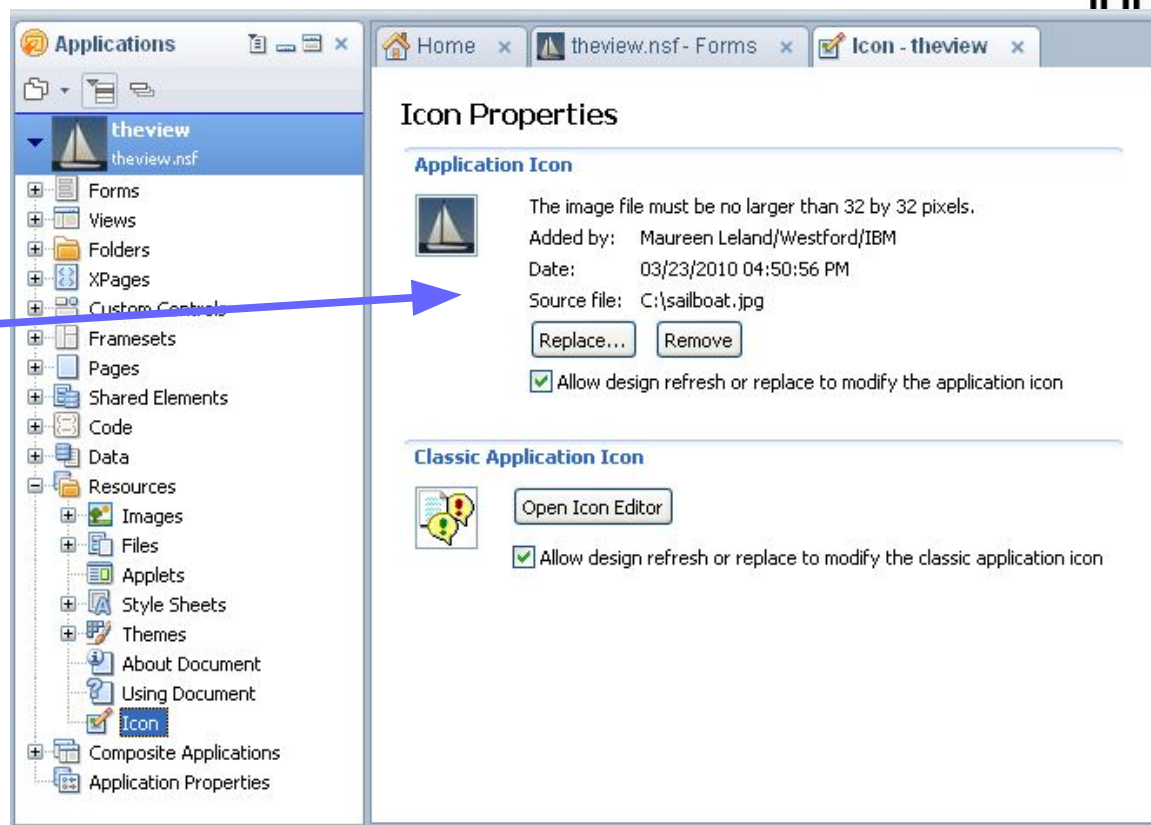 Applications
theview
theview.nsf
Forms
Views
Folders
XPages
Custom Controls
Framesets
Pages
Shared Elements
Code
Data
Resources
Images
Files
Applets
Style Sheets
Themes
About Document
Using Document
Icon
Composite Applications
Application Properties
Home
theview.nsf - Forms
Icon - theview
Icon Properties
Application Icon
The image file must be no larger than 32 by 32 pixels.
Added by: Maureen Leland/Westford/IBM
Date: 03/23/2010 04:50:56 PM
Source file: C:\sailboat.jpg
Replace... Remove
Allow design refresh or replace to modify the application icon
Classic Application Icon
Open Icon Editor
Allow design refresh or replace to modify the classic application icon